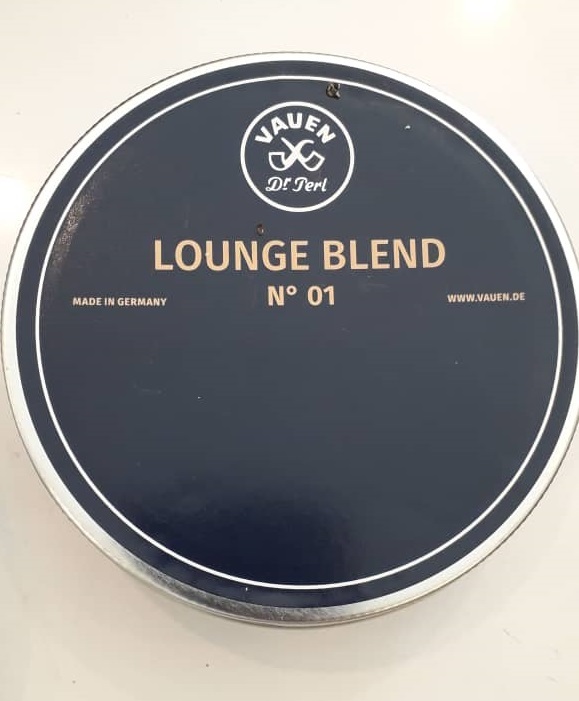 VAUEN
Dr Perl
LOUNGE BLEND
N° 01
MADE IN GERMANY
WWW.VAUEN.DE